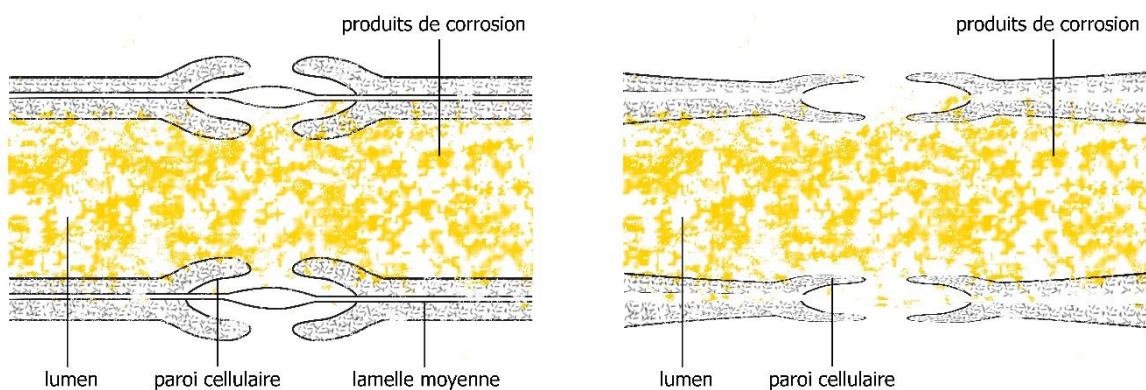 produits de corrosion
produits de corrosion
lumen
paroi cellulaire
lamelle moyenne
lumen
paroi cellulaire